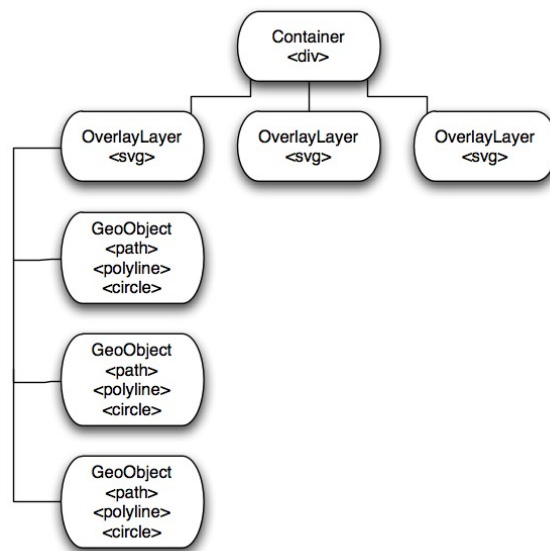 Container
<div>
OverlayLayer
<svg>
OverlayLayer
<svg>
OverlayLayer
<svg>
GeoObject
<path>
<polyline>
<circle>
GeoObject
<path>
<polyline>
<circle>
GeoObject
<path>
<polyline>
<circle>